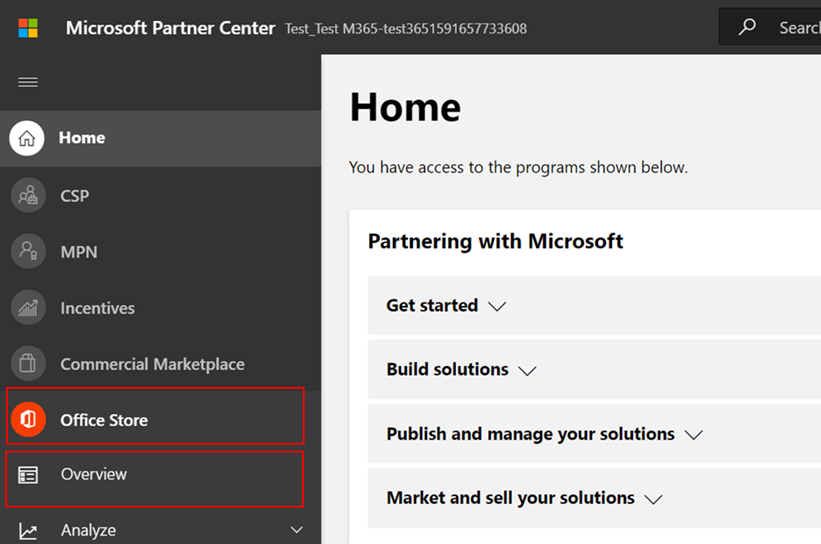 Microsoft Partner Center Test_Test M365-test3651591657733608
Home
CSP
MPN
Incentives
Commercial Marketplace
Office Store
Overview
Analyze
Home
You have access to the programs shown below.
Partnering with Microsoft
Get started
Build solutions
Publish and manage your solutions
Market and sell your solutions